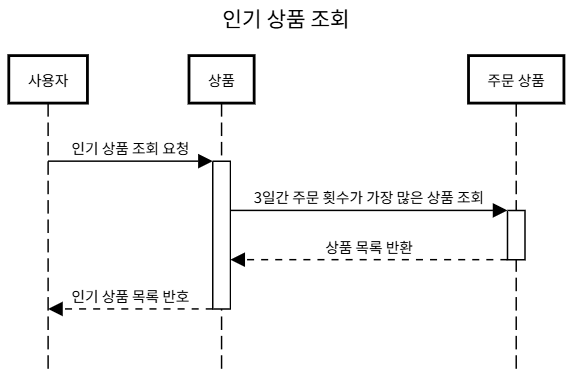 인기 상품 조회
사용자
상품
주문 상품
인기 상품 조회 요청
3일간 주문 횟수가 가장 많은 상품 조회
상품 목록 반환
인기 상품 목록 반호